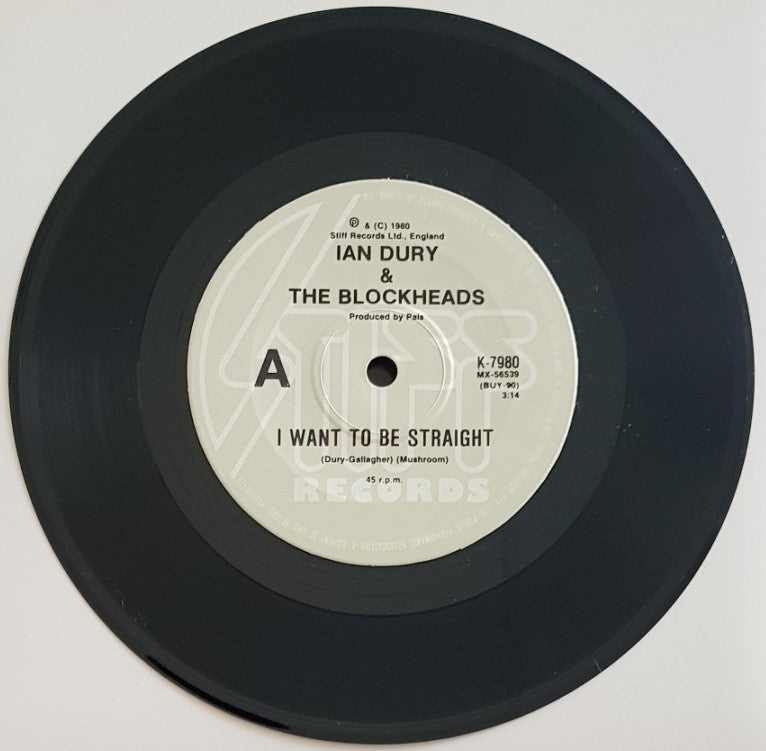 ℗ & (C) 1980
Stiff Records Ltd., England
IAN DURY
&
THE BLOCKHEADS
Produced by Pals
A
K-7980
MX-56539
(BUY-90)
3:14
I WANT TO BE STRAIGHT
(Dury-Gallagher) (Mushroom)
45 r.p.m.
STIFF
RECORDS